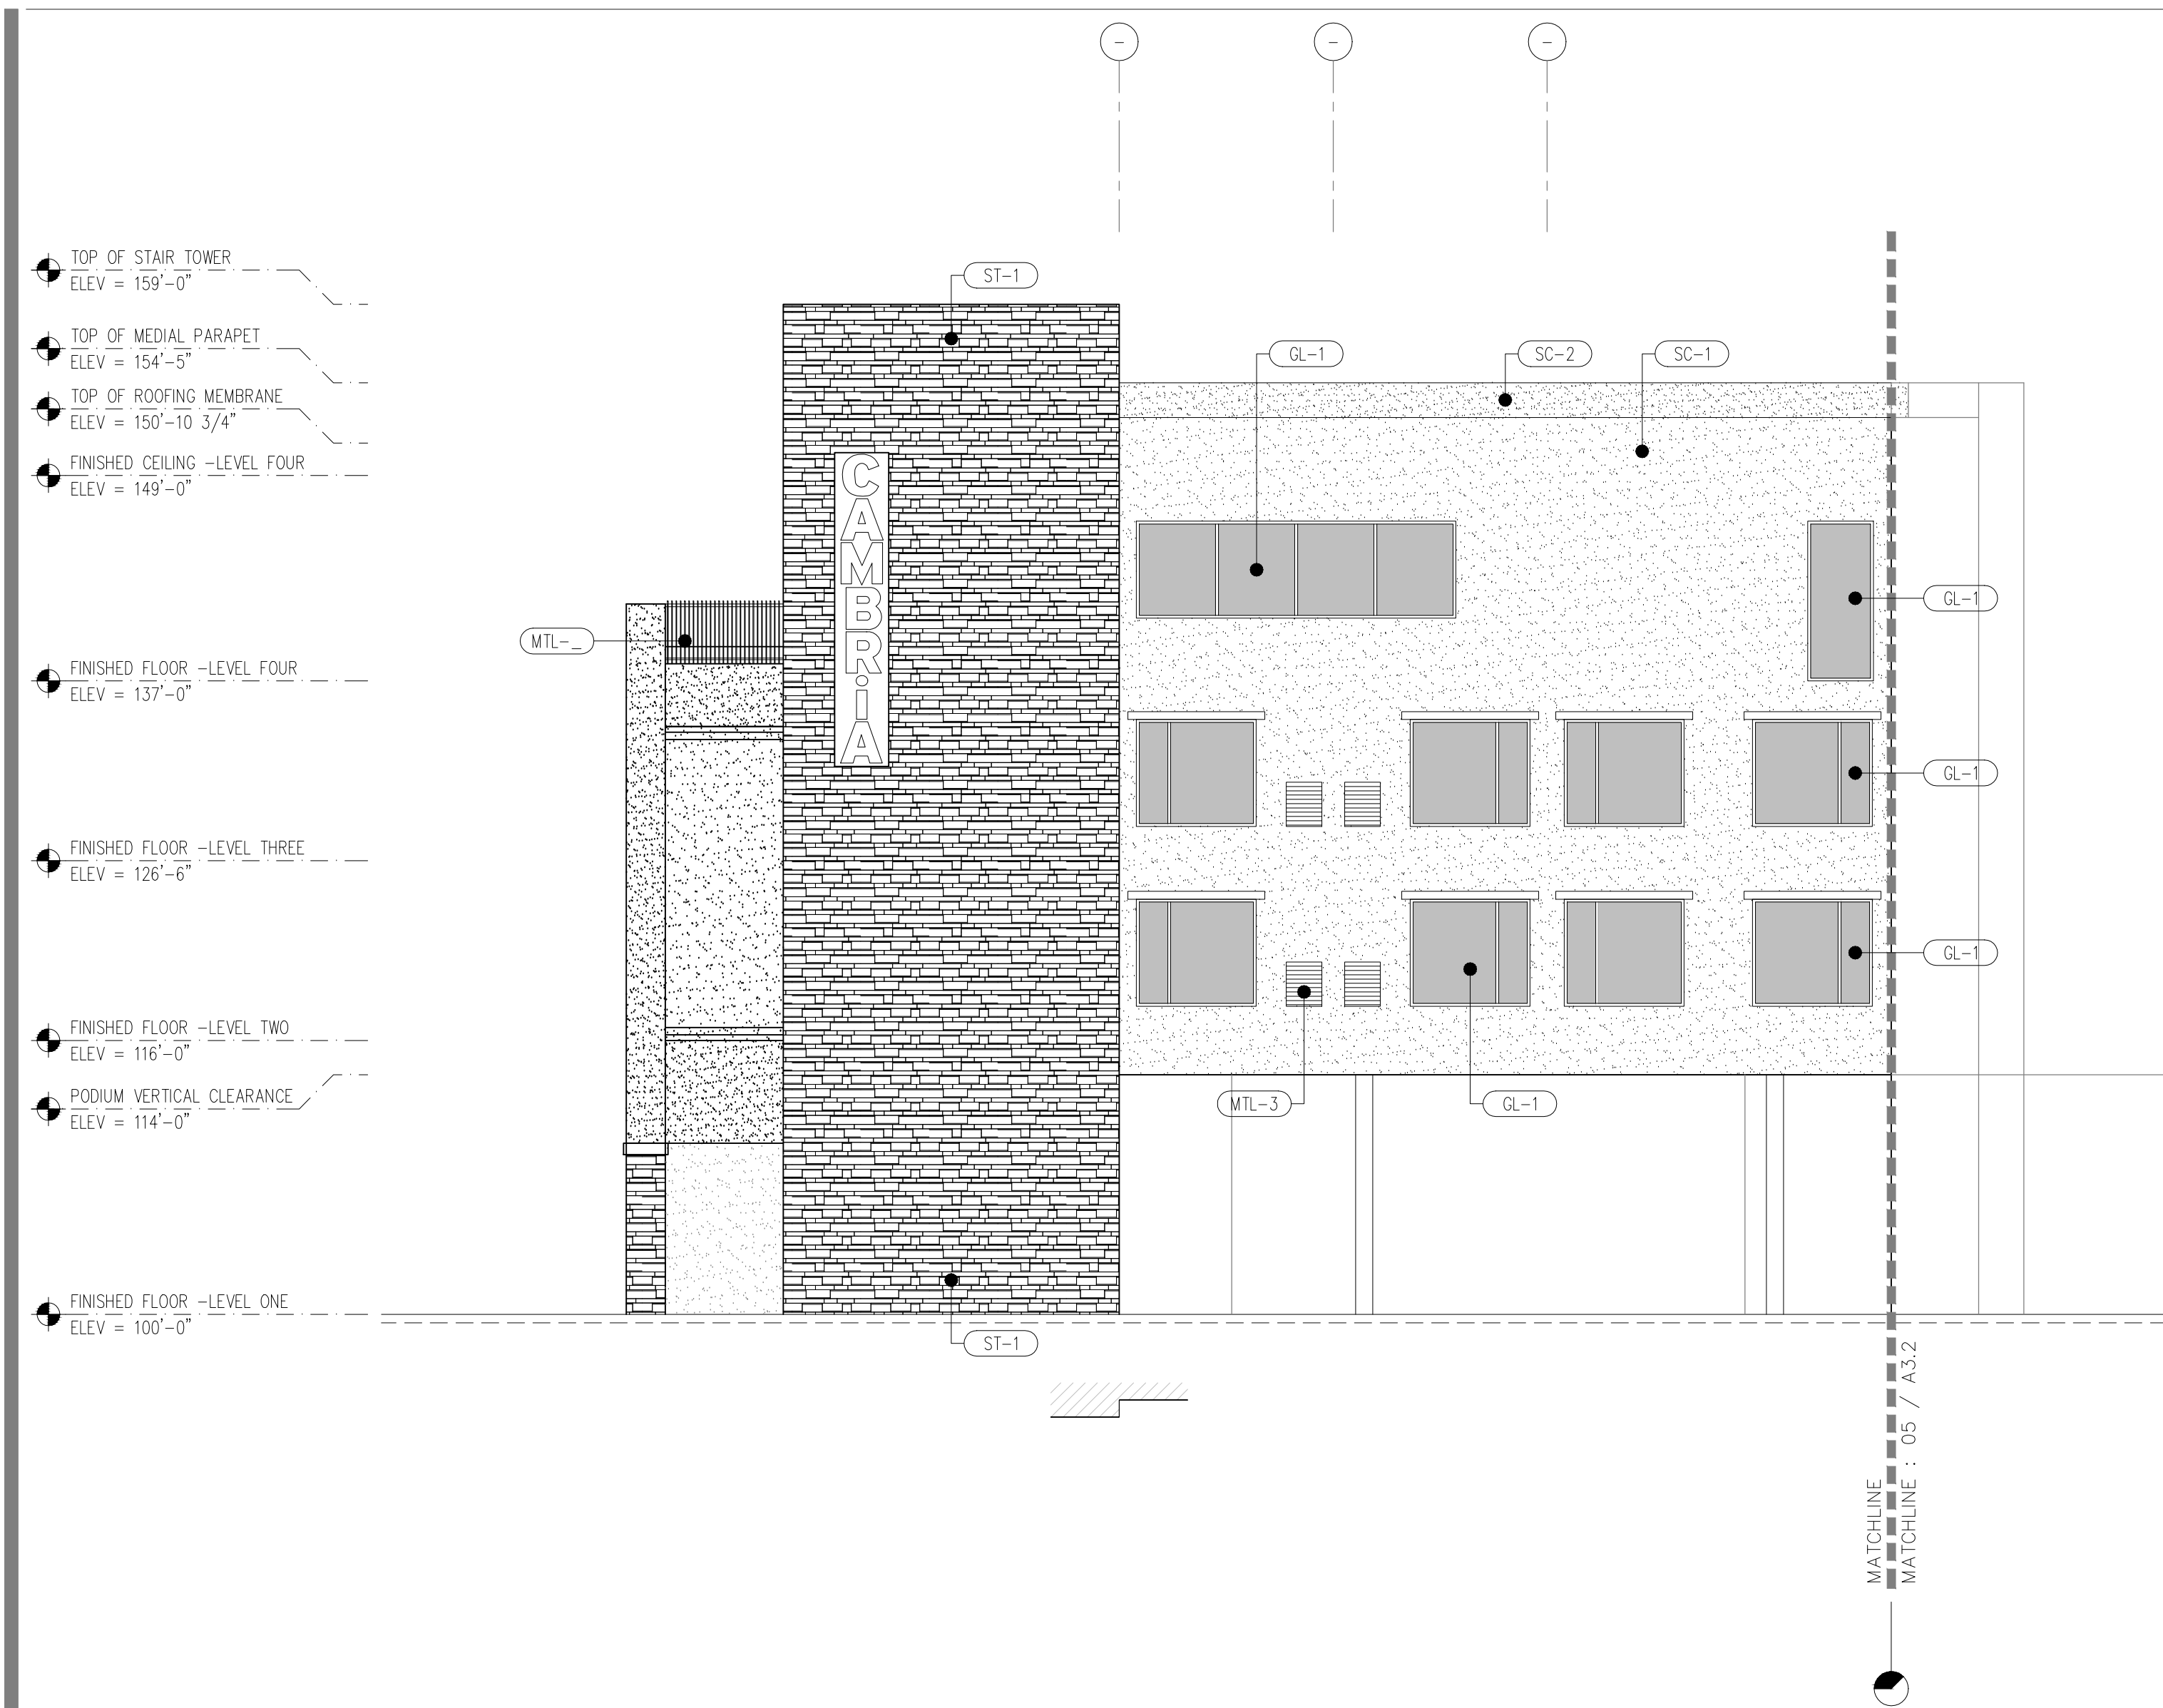 -
-
-
TOP OF STAIR TOWER
ELEV = 159'-0"
ST-1
TOP OF MEDIAL PARAPET
ELEV = 154'-5"
GL-1
SC-2
SC-1
TOP OF ROOFING MEMBRANE
ELEV = 150'-10 3/4"
FINISHED CEILING -LEVEL FOUR
ELEV = 149'-0"
CAMBRIA
GL-1
MTL-_
FINISHED FLOOR -LEVEL FOUR
ELEV = 137'-0"
GL-1
FINISHED FLOOR -LEVEL THREE
ELEV = 126'-6"
GL-1
FINISHED FLOOR -LEVEL TWO
ELEV = 116'-0"
PODIUM VERTICAL CLEARANCE
ELEV = 114'-0"
MTL-3
GL-1
FINISHED FLOOR -LEVEL ONE
ELEV = 100'-0"
ST-1
MATCHLINE
MATCHLINE : 05 / A3.2